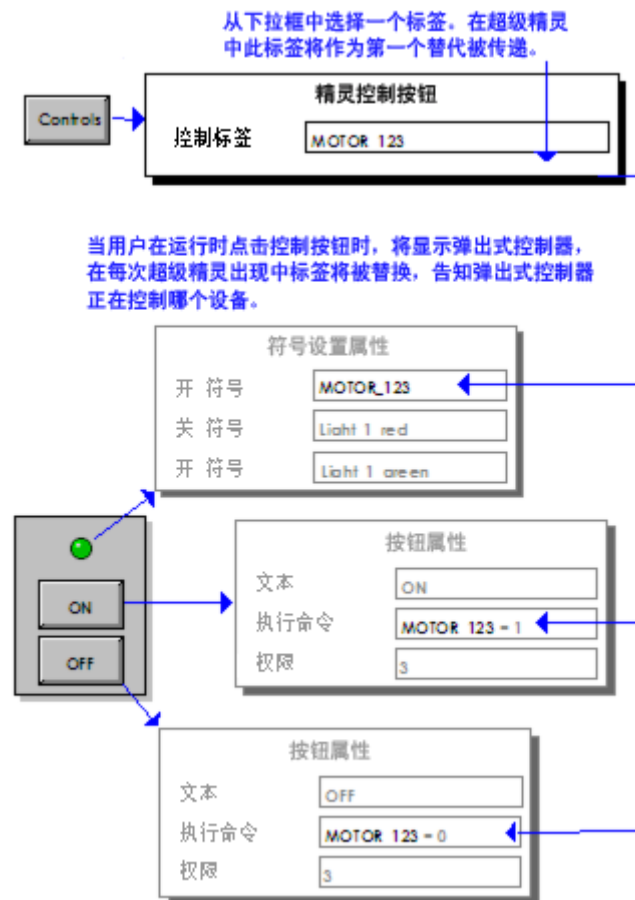 从下拉框中选择一个标签。在超级精灵
中此标签将作为第一个替代被传递。
精灵控制按钮
Controls
控制标签 MOTOR 123
当用户在运行时点击控制按钮时，将显示弹出式控制器，
在每次超级精灵出现中标签将被替换，告知弹出式控制器
正在控制哪个设备。
符号设置属性
开 符号 MOTOR_123
关 符号 Light 1 red
开 符号 Light 1 green
按钮属性
文本 ON
执行命令 MOTOR 123 = 1
权限 3
ON
OFF
按钮属性
文本 OFF
执行命令 MOTOR 123 = 0
权限 3